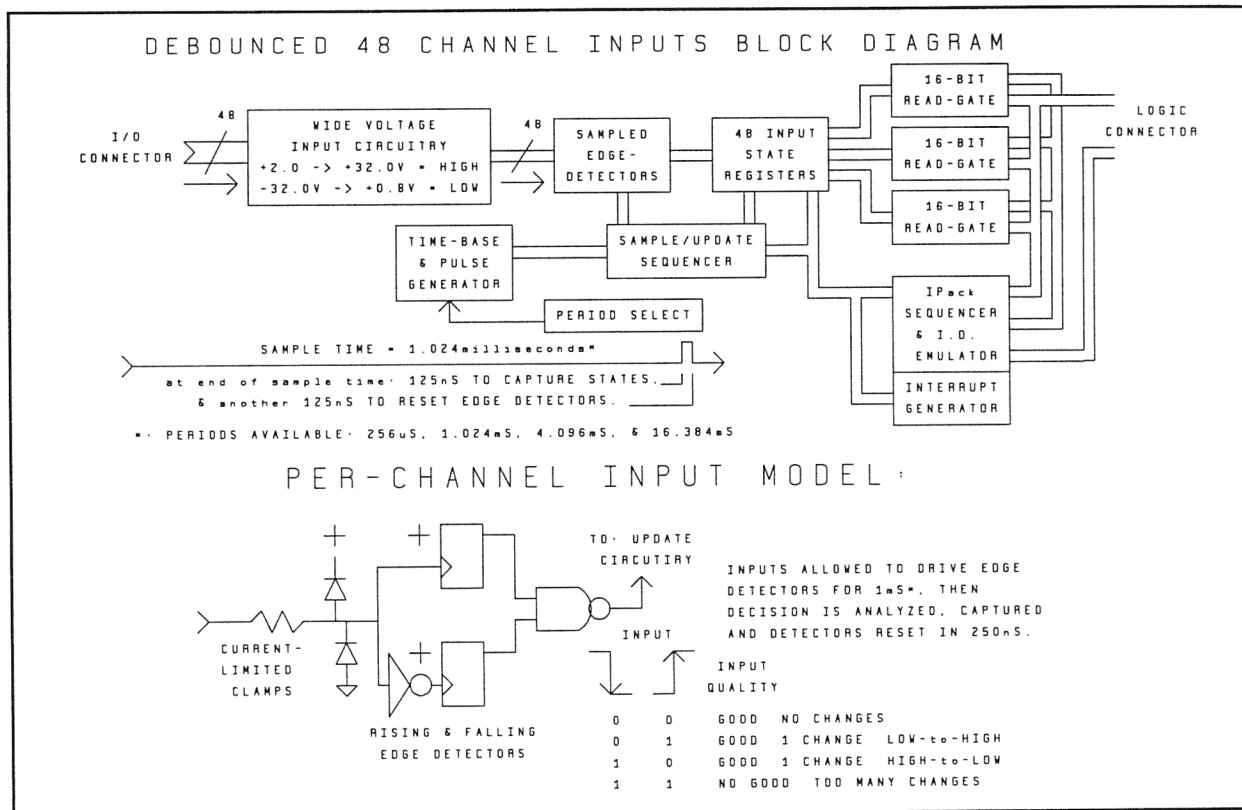 DEBOUNCED 48 CHANNEL INPUTS BLOCK DIAGRAM
I/O
CONNECTOR
48
WIDE VOLTAGE
INPUT CIRCUITRY
+2.0 -> +32.0V = HIGH
-32.0V -> +0.8V = LOW
48
SAMPLED
EDGE-
DETECTORS
48 INPUT
STATE
REGISTERS
16-BIT
READ-GATE
16-BIT
READ-GATE
16-BIT
READ-GATE
LOGIC
CONNECTOR
TIME-BASE
& PULSE
GENERATOR
SAMPLE/UPDATE
SEQUENCER
PERIOD SELECT
IPack
SEQUENCER
& I.D.
EMULATOR
INTERRUPT
GENERATOR
SAMPLE TIME = 1.024milliseconds*
at end of sample time: 125nS TO CAPTURE STATES.
& another 125nS TO RESET EDGE DETECTORS.
*: PERIODS AVAILABLE: 256uS, 1.024mS, 4.096mS, & 16.384mS
PER-CHANNEL INPUT MODEL:
+
+
+
CURRENT-
LIMITED
CLAMPS
RISING & FALLING
EDGE DETECTORS
TO: UPDATE
CIRCUTIRY
INPUTS ALLOWED TO DRIVE EDGE
DETECTORS FOR 1mS*, THEN
DECISION IS ANALYZED, CAPTURED
AND DETECTORS RESET IN 250nS.
INPUT
INPUT
QUALITY
0 0 GOOD NO CHANGES
0 1 GOOD 1 CHANGE LOW-to-HIGH
1 0 GOOD 1 CHANGE HIGH-to-LOW
1 1 NO GOOD TOO MANY CHANGES